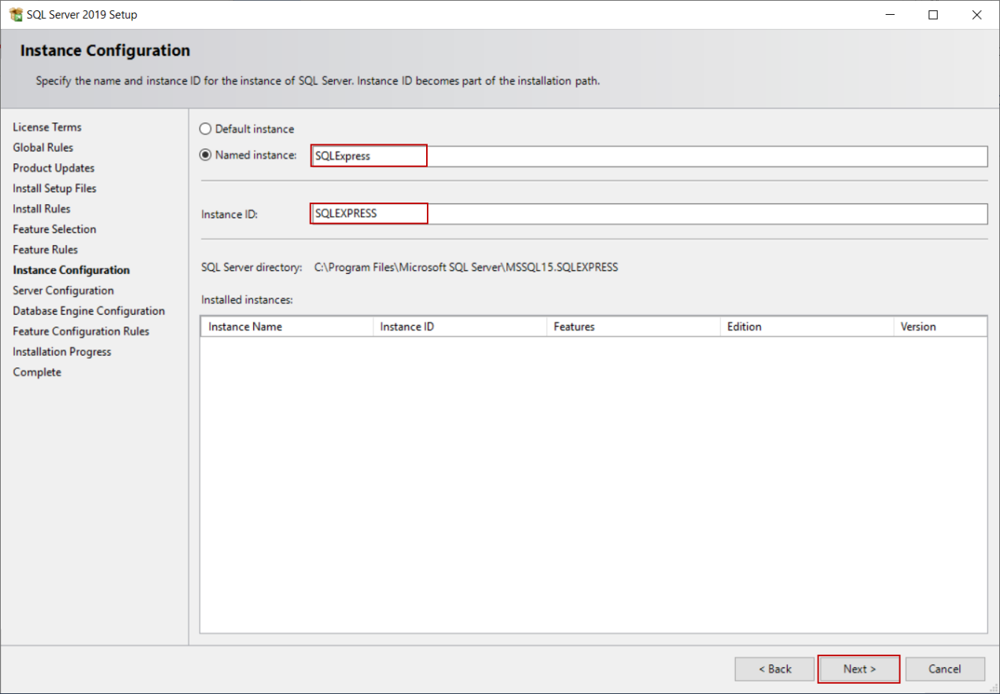 SQL Server 2019 Setup
Instance Configuration
Specify the name and instance ID for the instance of SQL Server. Instance ID becomes part of the installation path.
License Terms
Global Rules
Product Updates
Install Setup Files
Install Rules
Feature Selection
Feature Rules
Instance Configuration
Server Configuration
Database Engine Configuration
Feature Configuration Rules
Installation Progress
Complete
Default instance
Named instance: SQLExpress
Instance ID: SQLEXPRESS
SQL Server directory: C:\Program Files\Microsoft SQL Server\MSSQL15.SQLEXPRESS
Installed instances:
Instance Name Instance ID Features Edition Version
< Back Next > Cancel